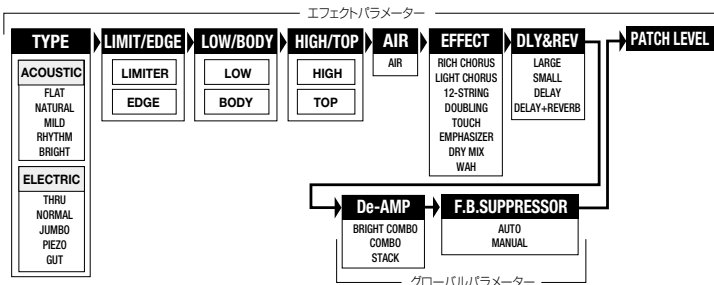 エフェクトパラメーター
TYPE
ACOUSTIC
FLAT
NATURAL
MILD
RHYTHM
BRIGHT
ELECTRIC
THRU
NORMAL
JUMBO
PIEZO
GUT
LIMIT/EDGE
LIMITER
EDGE
LOW/BODY
LOW
BODY
HIGH/TOP
HIGH
TOP
AIR
AIR
EFFECT
RICH CHORUS
LIGHT CHORUS
12-STRING
DOUBLING
TOUCH
EMPHASIZER
DRY MIX
WAH
DLY&REV
LARGE
SMALL
DELAY
DELAY+REVERB
PATCH LEVEL
De-AMP
BRIGHT COMBO
COMBO
STACK
F.B.SUPPRESSOR
AUTO
MANUAL
グローバルパラメーター